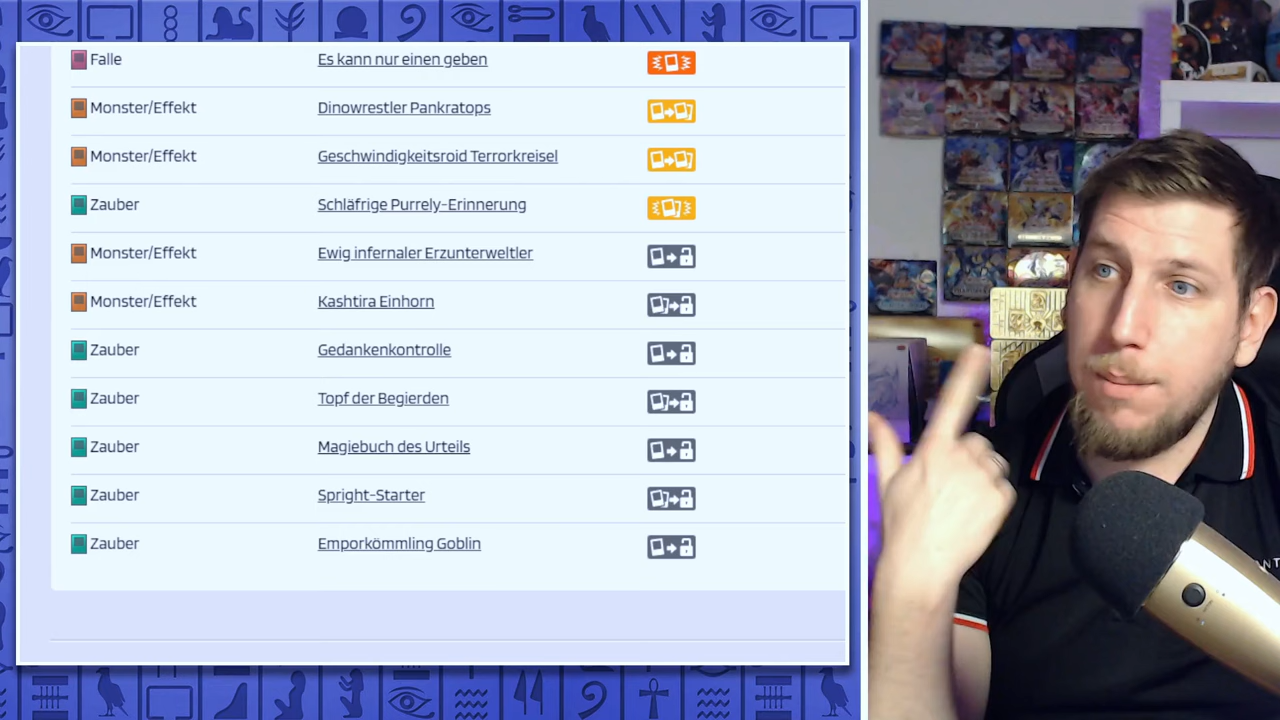 Falle Es kann nur einen geben
Monster/Effekt Dinowrestler Pankratops
Monster/Effekt Geschwindigkeitsroid Terrorkreisel
Zauber Schläfrige Purrely-Erinnerung
Monster/Effekt Ewig infernaler Erzunterweltler
Monster/Effekt Kashtira Einhorn
Zauber Gedankenkontrolle
Zauber Topf der Begierden
Zauber Magiebuch des Urteils
Zauber Spright-Starter
Zauber Emporkömmling Goblin